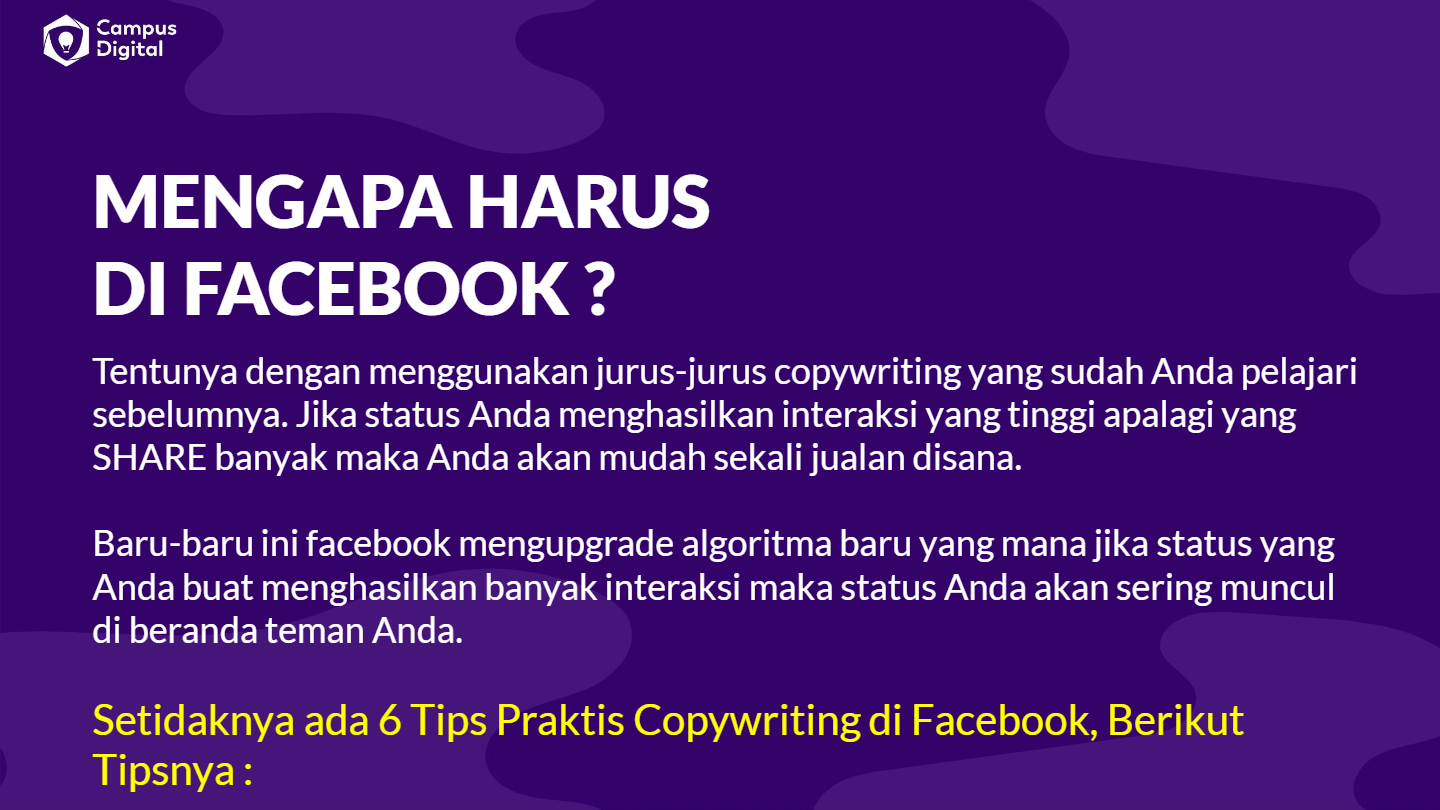 Campus
Digital
MENGAPA HARUS
DI FACEBOOK ?
Tentunya dengan menggunakan jurus-jurus copywriting yang sudah Anda pelajari
sebelumnya. Jika status Anda menghasilkan interaksi yang tinggi apalagi yang
SHARE banyak maka Anda akan mudah sekali jualan disana.
Baru-baru ini facebook mengupgrade algoritma baru yang mana jika status yang
Anda buat menghasilkan banyak interaksi maka status Anda akan sering muncul
di beranda teman Anda.
Setidaknya ada 6 Tips Praktis Copywriting di Facebook, Berikut
Tipsnya :